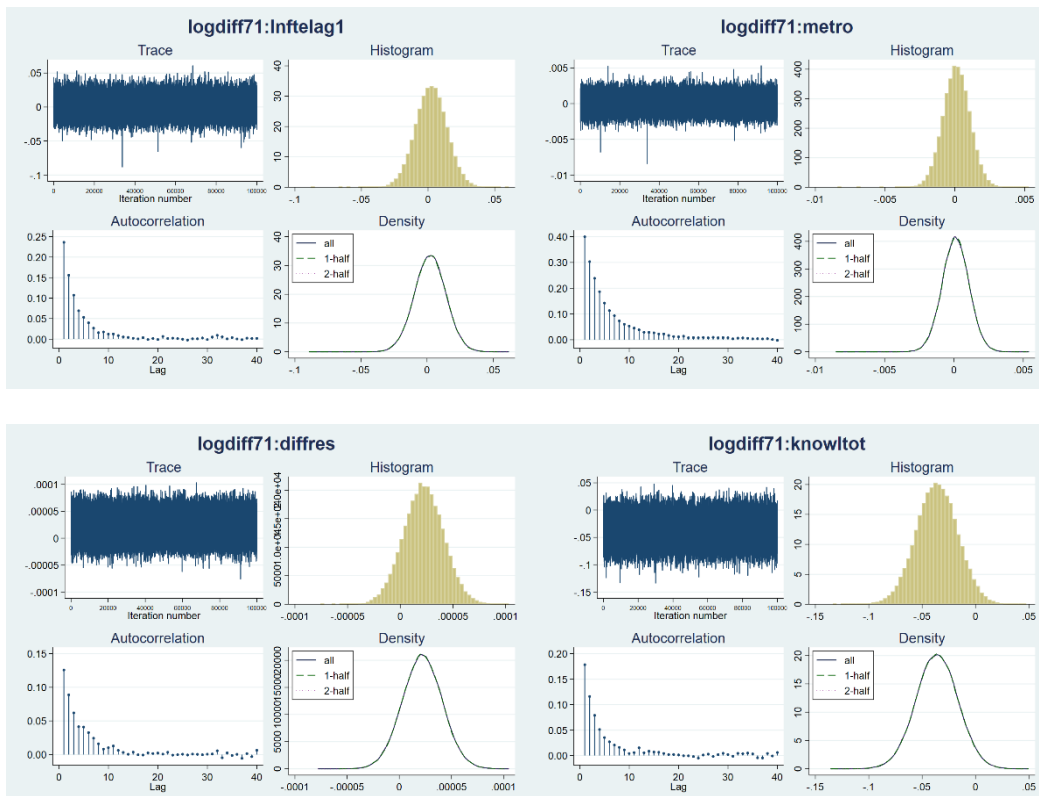 logdiff71:lnftelag1
Trace
.05
0
-.05
-.1
0 20000 40000 60000 80000 100000
Iteration number
Histogram
40
30
20
10
0
-.1 -.05 0 .05
Autocorrelation
0.25
0.20
0.15
0.10
0.05
0.00
0 10 20 30 40
Lag
Density
all
1-half
2-half
40
30
20
10
0
-.1 -.05 0 .05
logdiff71:metro
Trace
.005
0
-.005
-.01
0 20000 40000 60000 80000 100000
Iteration number
Histogram
400
300
200
100
0
-.01 -.005 0 .005
Autocorrelation
0.40
0.30
0.20
0.10
0.00
0 10 20 30 40
Lag
Density
all
1-half
2-half
400
300
200
100
0
-.01 -.005 0 .005
logdiff71:diffres
Trace
.0001
.00005
0
-.00005
-.0001
0 20000 40000 60000 80000 100000
Iteration number
Histogram
0
-.0001 -.00005 0 .00005 .0001
Autocorrelation
0.15
0.10
0.05
0.00
0 10 20 30 40
Lag
Density
all
1-half
2-half
20000
15000
10000
5000
0
-.0001 -.00005 0 .00005 .0001
logdiff71:knowltot
Trace
.05
0
-.05
-.1
-.15
0 20000 40000 60000 80000 100000
Iteration number
Histogram
20
15
10
5
0
-.15 -.1 -.05 0 .05
Autocorrelation
0.20
0.15
0.10
0.05
0.00
0 10 20 30 40
Lag
Density
all
1-half
2-half
20
15
10
5
0
-.15 -.1 -.05 0 .05